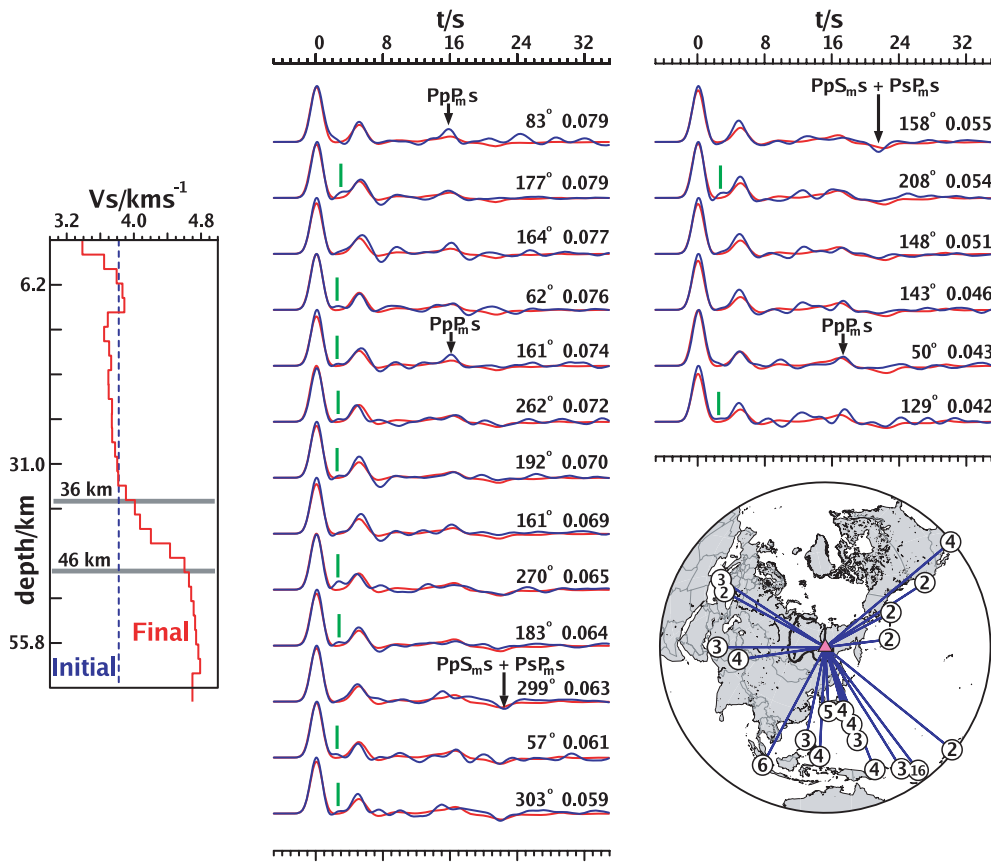 t/s
0 8 16 24 32
PpPms
83° 0.079
177° 0.079
164° 0.077
62° 0.076
PpPms
161° 0.074
262° 0.072
192° 0.070
161° 0.069
270° 0.065
183° 0.064
PpSms + PsPms
299° 0.063
57° 0.061
303° 0.059
t/s
0 8 16 24 32
PpSms + PsPms
158° 0.055
208° 0.054
148° 0.051
143° 0.046
PpPms
50° 0.043
129° 0.042
Vs/kms-1
3.2 4.0 4.8
6.2
31.0
36 km
46 km
55.8
depth/km
Final
Initial
4
3
2
2
2
2
3
4
5
4
4
3
3
4
6
4
3
16
2